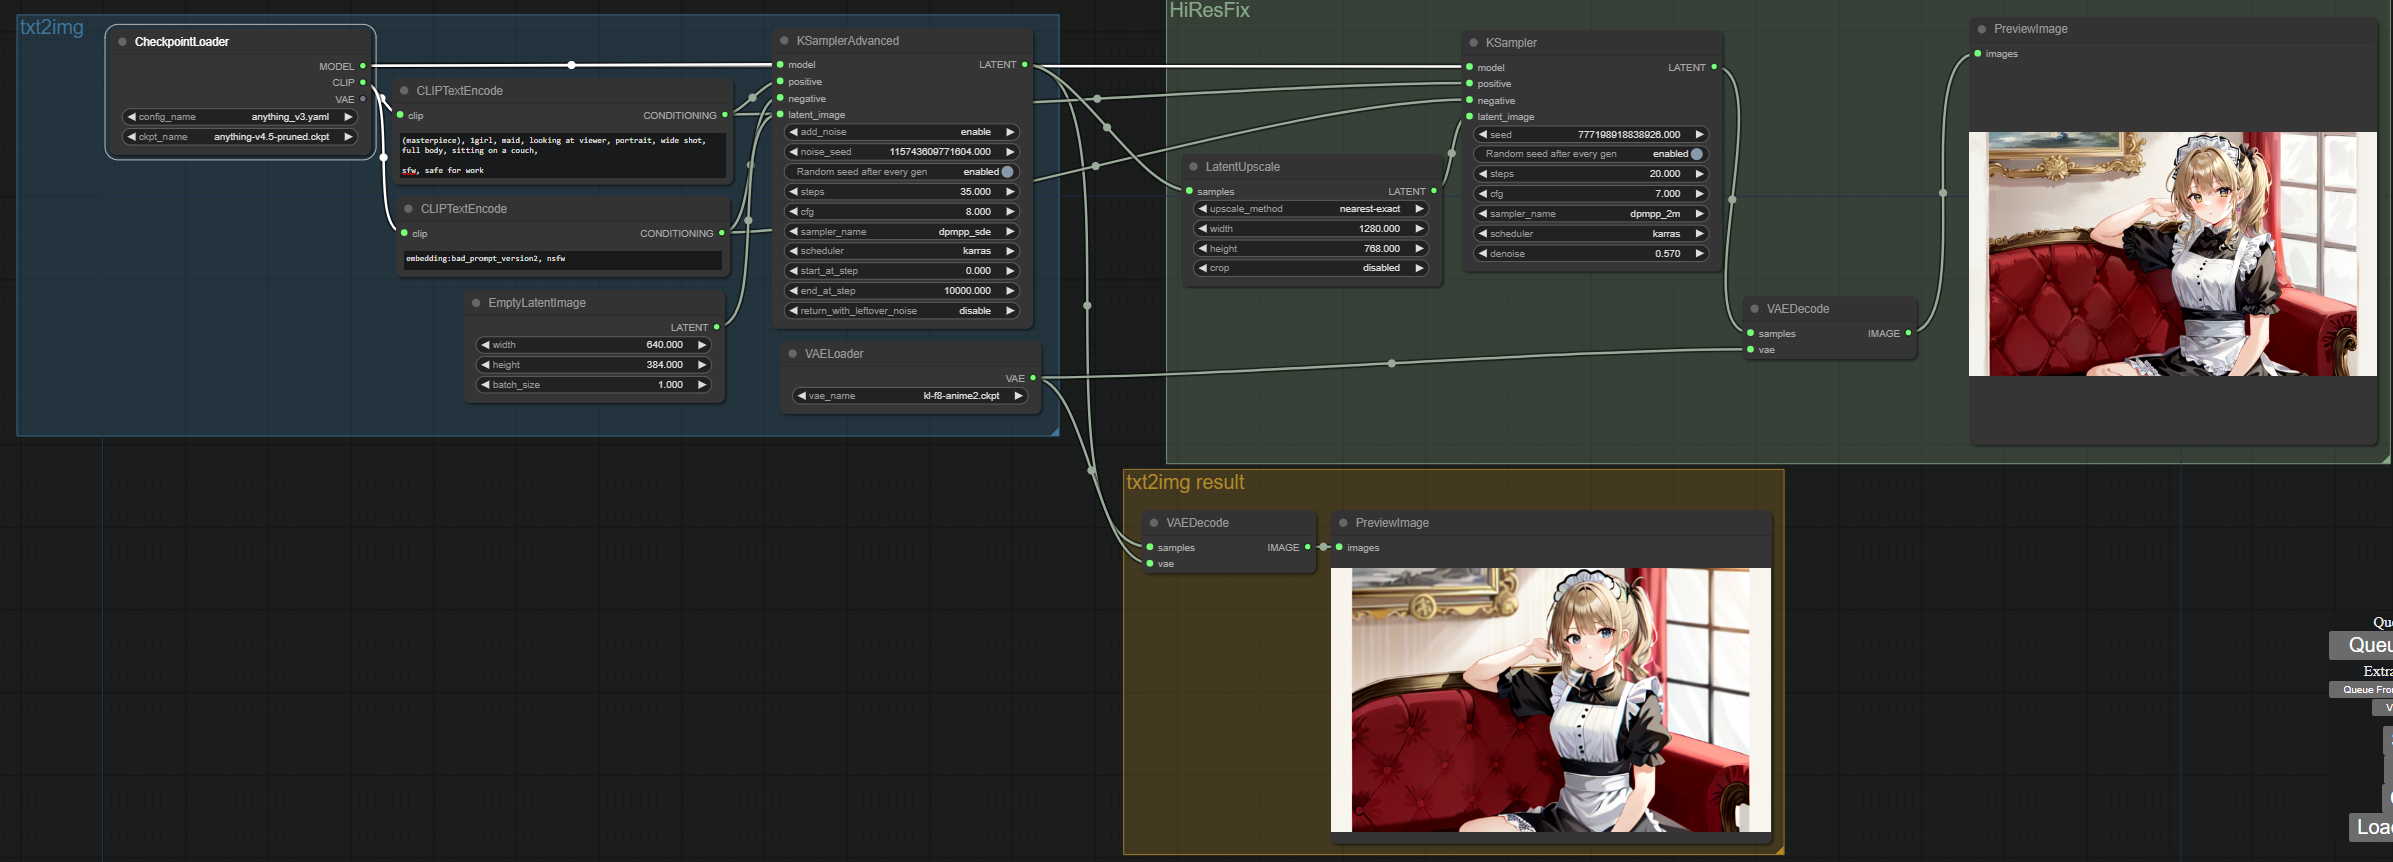 txt2img
CheckpointLoader
MODEL
CLIP
VAE
config_name anything_v3.yaml
ckpt_name anything-v4.5-pruned.ckpt
CLIPTextEncode
clip CONDITIONING
(masterpiece), 1girl, maid, looking at viewer, portrait, wide shot,
full body, sitting on a couch,
sfw, safe for work
CLIPTextEncode
clip CONDITIONING
embedding:bad_prompt_version2, nsfw
EmptyLatentImage
LATENT
width 640.000
height 384.000
batch_size 1.000
KSamplerAdvanced
model LATENT
positive
negative
latent_image
add_noise enable
noise_seed 115743609771604.000
Random seed after every gen enabled
steps 35.000
cfg 8.000
sampler_name dpmpp_sde
scheduler karras
start_at_step 0.000
end_at_step 10000.000
return_with_leftover_noise disable
VAELoader
VAE
vae_name kl-f8-anime2.ckpt
HiResFix
LatentUpscale
samples LATENT
upscale_method nearest-exact
width 1280.000
height 768.000
crop disabled
KSampler
model LATENT
positive
negative
latent_image
seed 777198918838926.000
Random seed after every gen enabled
steps 20.000
cfg 7.000
sampler_name dpmpp_2m
scheduler karras
denoise 0.570
VAEDecode
samples IMAGE
vae
PreviewImage
images
txt2img result
VAEDecode
samples IMAGE
vae
PreviewImage
images
Qu
Queu
Extra
Queue Fro
V
Loa